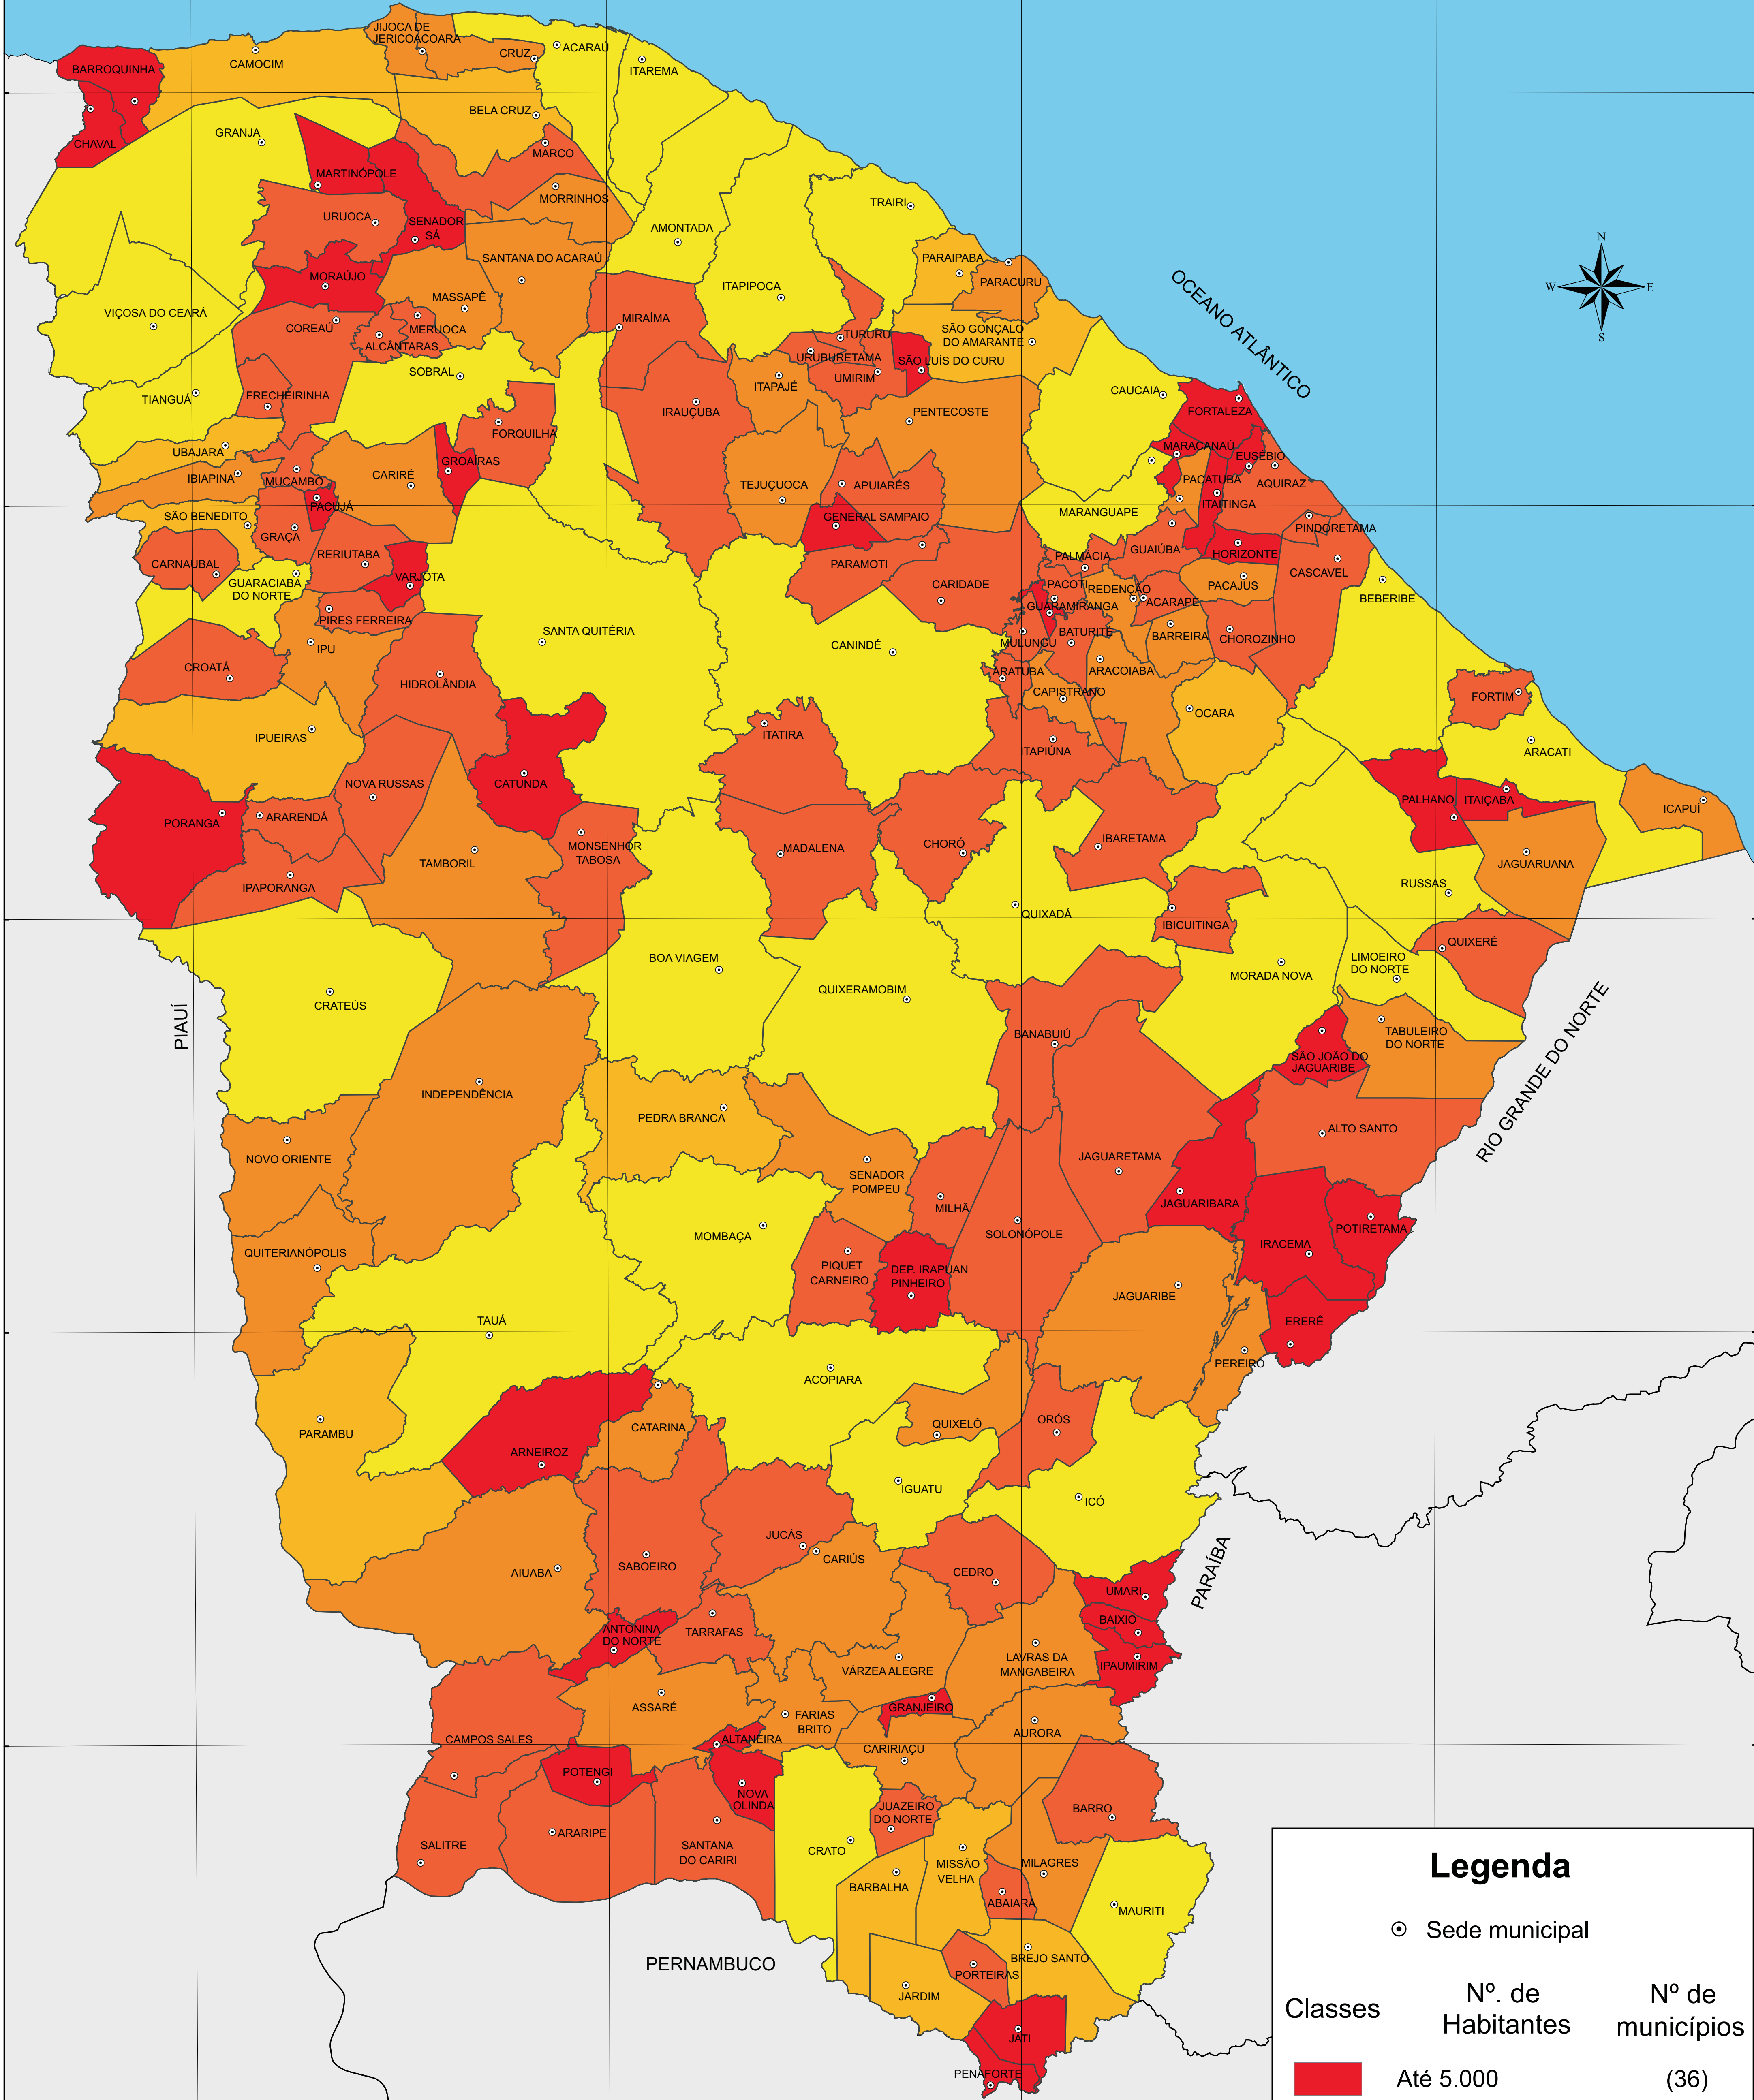 JIJOCA DE
JERICOACOARA
CRUZ
ACARAÚ
BARROQUINHA
CAMOCIM
ITAREMA
BELA CRUZ
GRANJA
CHAVAL
MARCO
MARTINÓPOLE
MORRINHOS
TRAIRI
URUOCA
SENADOR
SÁ
AMONTADA
N
W
E
S
SANTANA DO ACARAÚ
PARAIPABA
MORAÚJO
PARACURU
ITAPIPOCA
OCEANO ATLÂNTICO
MASSAPÊ
VIÇOSA DO CEARÁ
MIRAÍMA
COREAÚ
MERUOCA
SÃO GONÇALO
DO AMARANTE
TURURU
ALCÂNTARAS
URUBURETAMA
SÃO LUÍS DO CURU
SOBRAL
UMIRIM
ITAPAJÉ
CAUCAIA
FRECHEIRINHA
TIANGUÁ
IRAUÇUBA
PENTECOSTE
FORTALEZA
FORQUILHA
MARACANAÚ
UBAJARA
EUSÉBIO
GROAÍRAS
CARIRÉ
IBIAPINA
MUCAMBO
PACATUBA
AQUIRAZ
TEJUÇUOCA
APUIARÉS
PACUJÁ
ITAITINGA
MARANGUAPE
SÃO BENEDITO
GENERAL SAMPAIO
PINDORETAMA
GRAÇA
RERIUTABA
GUAIÚBA
HORIZONTE
PALMÁCIA
CARNAUBAL
PARAMOTI
CASCAVEL
VARJOTA
GUARACIABA
DO NORTE
CARIDADE
PACOTI
REDENÇÃO
PACAJUS
BEBERIBE
GUARAMIRANGA
ACARAPE
PIRES FERREIRA
SANTA QUITÉRIA
BATURITÉ
BARREIRA
CHOROZINHO
MULUNGU
IPU
CANINDÉ
CROATÁ
ARATUBA
ARACOIABA
HIDROLÂNDIA
CAPISTRANO
FORTIM
OCARA
IPUEIRAS
ITATIRA
ITAPIÚNA
ARACATI
NOVA RUSSAS
CATUNDA
PALHANO
ITAIÇABA
ICAPUÍ
PORANGA
ARARENDÁ
IBARETAMA
MONSENHOR
TABOSA
MADALENA
CHORÓ
TAMBORIL
JAGUARUANA
IPAPORANGA
RUSSAS
QUIXADÁ
IBICUITINGA
QUIXERÉ
BOA VIAGEM
LIMOEIRO
DO NORTE
MORADA NOVA
QUIXERAMOBIM
CRATEÚS
PIAUÍ
BANABUIÚ
TABULEIRO
DO NORTE
SÃO JOÃO DO
JAGUARIBE
RIO GRANDE DO NORTE
INDEPENDÊNCIA
PEDRA BRANCA
ALTO SANTO
NOVO ORIENTE
JAGUARETAMA
SENADOR
POMPEU
JAGUARIBARA
MILHÃ
POTIRETAMA
MOMBAÇA
SOLONÓPOLE
IRACEMA
QUITERIANÓPOLIS
PIQUET
CARNEIRO
DEP. IRAPUAN
PINHEIRO
JAGUARIBE
TAUÁ
ERERÊ
PEREIRO
ACOPIARA
ORÓS
PARAMBU
CATARINA
QUIXELÔ
ARNEIROZ
IGUATU
ICÓ
JUCÁS
CARIÚS
PARAÍBA
AIUABA
SABOEIRO
CEDRO
UMARI
BAIXIO
ANTONINA
DO NORTE
TARRAFAS
LAVRAS DA
MANGABEIRA
IPAUMIRIM
VÁRZEA ALEGRE
ASSARÉ
GRANJEIRO
FARIAS
BRITO
AURORA
CAMPOS SALES
ALTANEIRA
CARIRIAÇU
POTENGI
NOVA
OLINDA
JUAZEIRO
DO NORTE
BARRO
ARARIPE
SALITRE
SANTANA
DO CARIRI
CRATO
MISSÃO
VELHA
MILAGRES
BARBALHA
ABAIARA
MAURITI
PERNAMBUCO
BREJO SANTO
PORTEIRAS
JARDIM
JATI
PENAFORTE
Legenda
Sede municipal
Classes
Nº. de
Habitantes
Nº de
municípios
Até 5.000
(36)